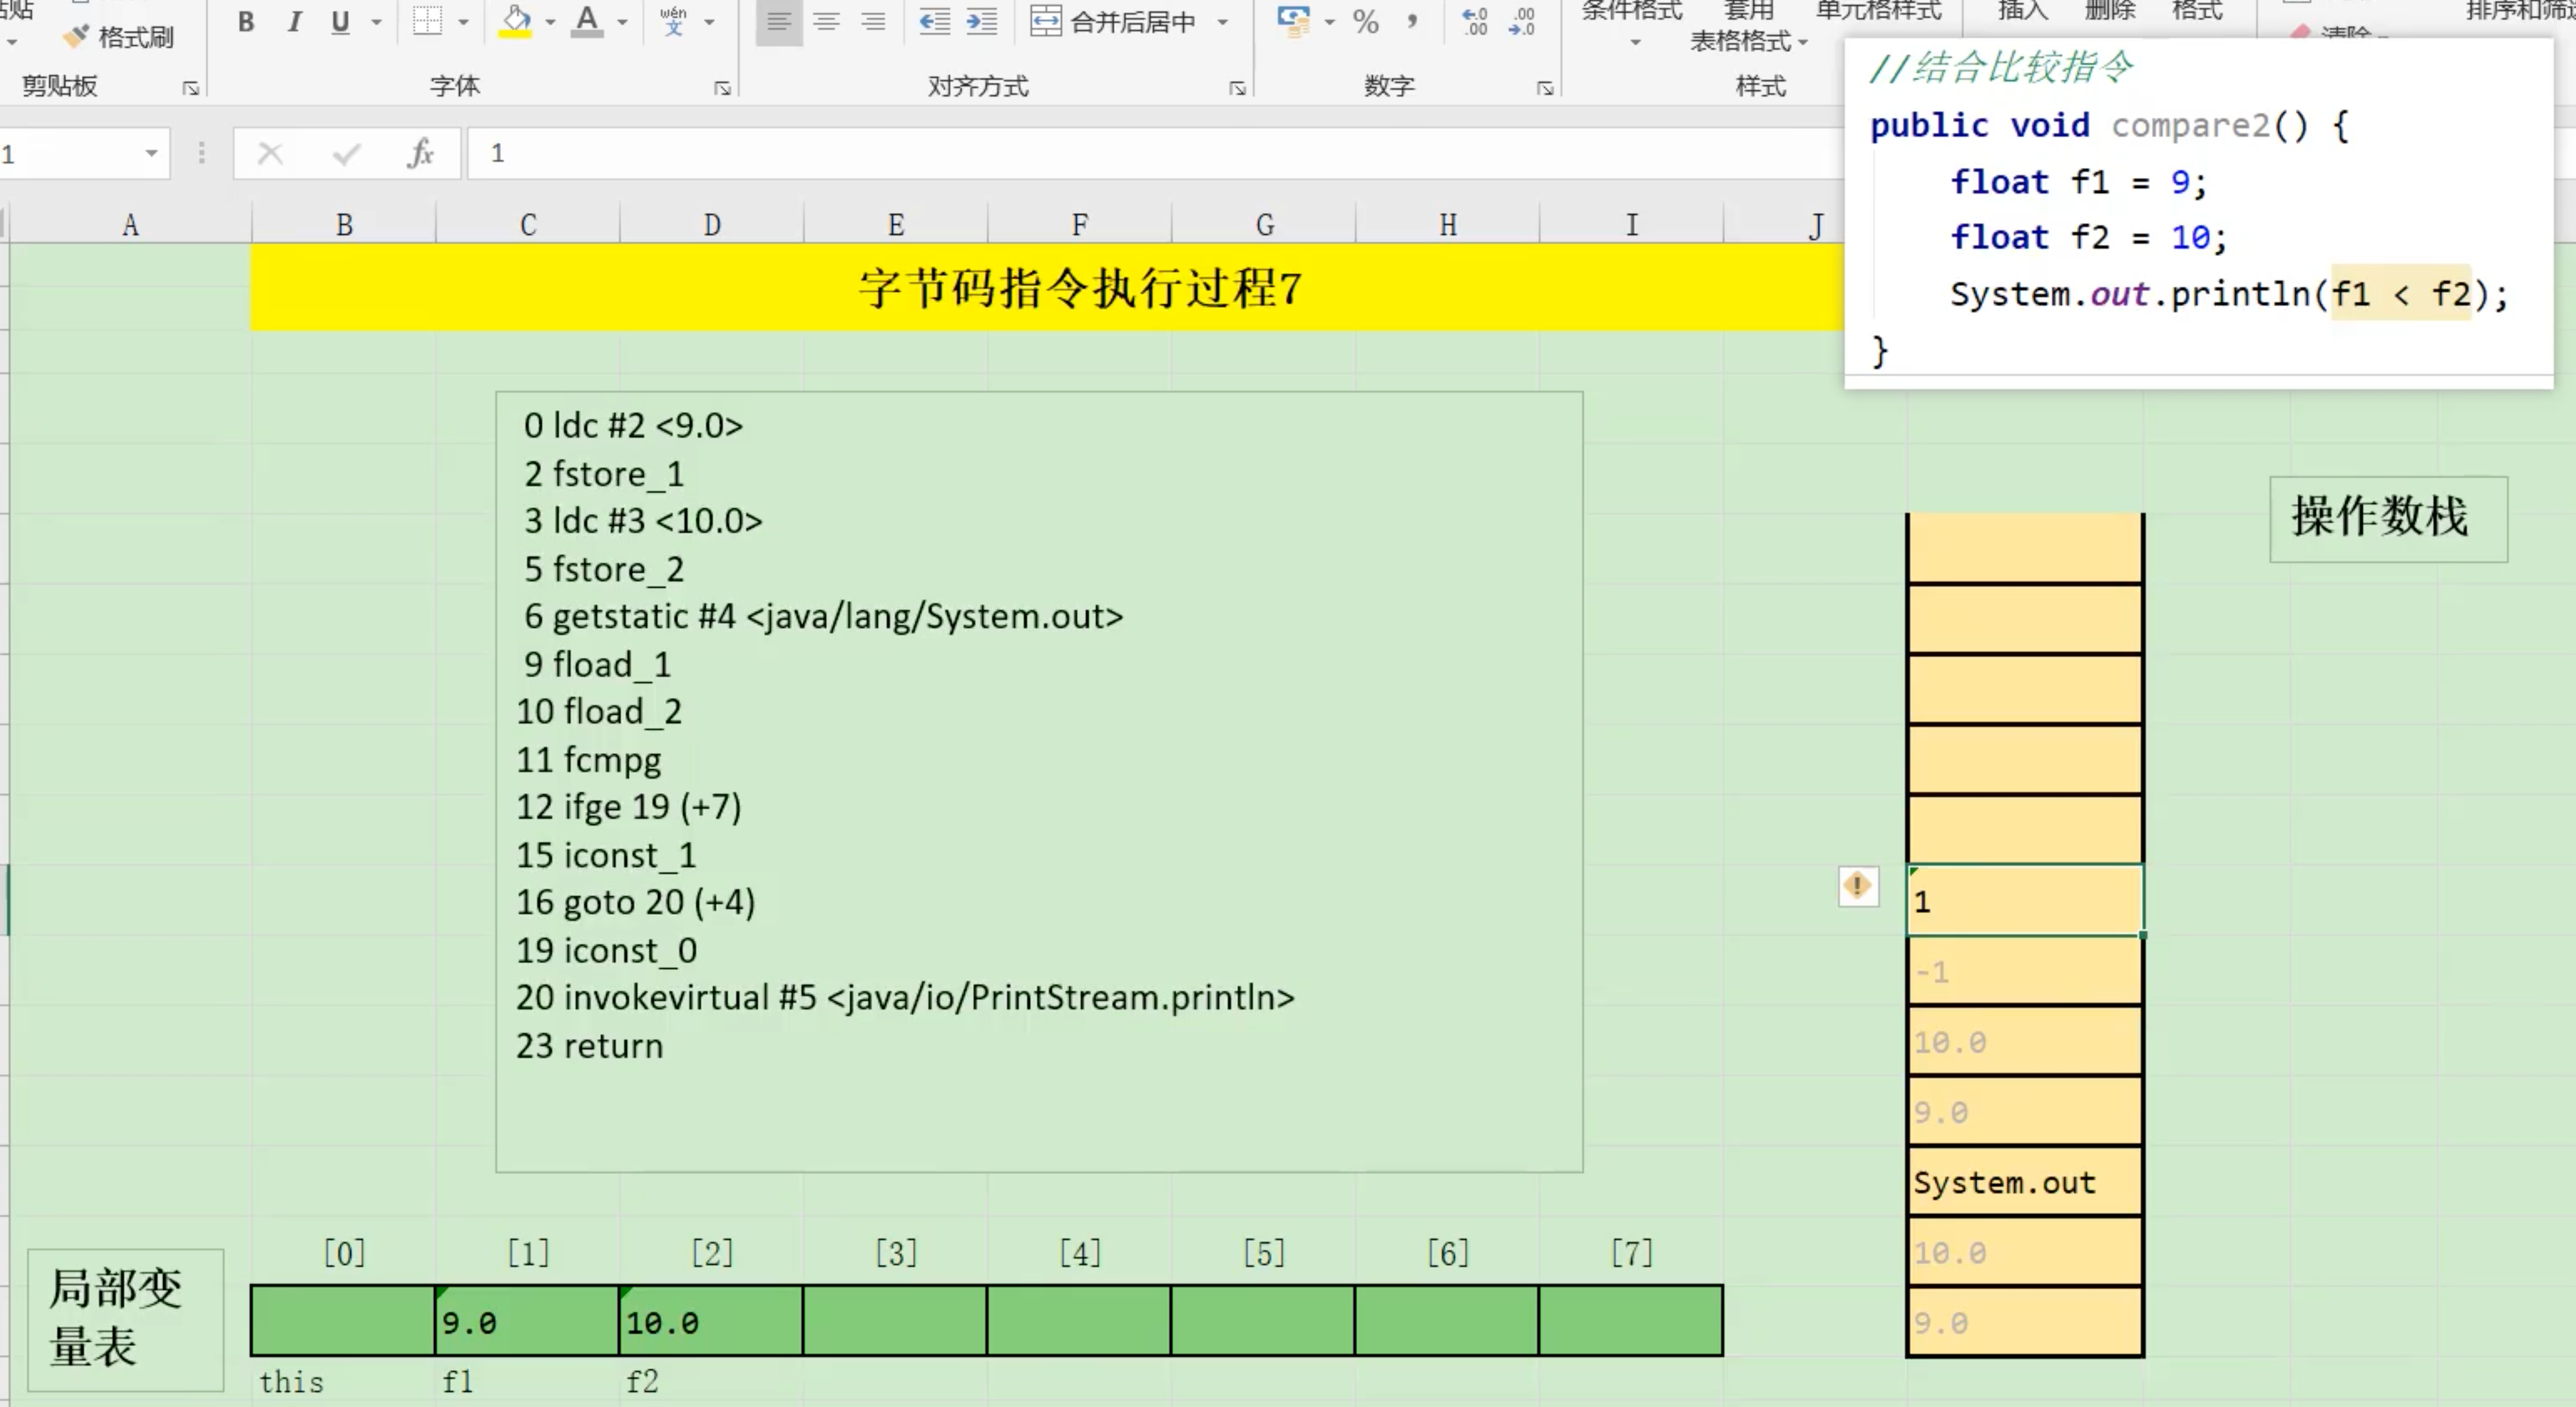 格式刷
B I U A wén 文
合并后居中
% , .00 .0
条件格式 套用 单元格样式 插入 删除 格式
表格格式
剪贴板 字体 对齐方式 数字 样式
1 fx 1
A B C D E F G H I J
字节码指令执行过程7
//结合比较指令
public void compare2() {
float f1 = 9;
float f2 = 10;
System.out.println(f1 < f2);
}
0 ldc #2 <9.0>
2 fstore_1
3 ldc #3 <10.0>
5 fstore_2
6 getstatic #4 <java/lang/System.out>
9 fload_1
10 fload_2
11 fcmpg
12 ifge 19 (+7)
15 iconst_1
16 goto 20 (+4)
19 iconst_0
20 invokevirtual #5 <java/io/PrintStream.println>
23 return
操作数栈
1
-1
10.0
9.0
System.out
10.0
9.0
局部变
量表
[0] [1] [2] [3] [4] [5] [6] [7]
9.0 10.0
this f1 f2